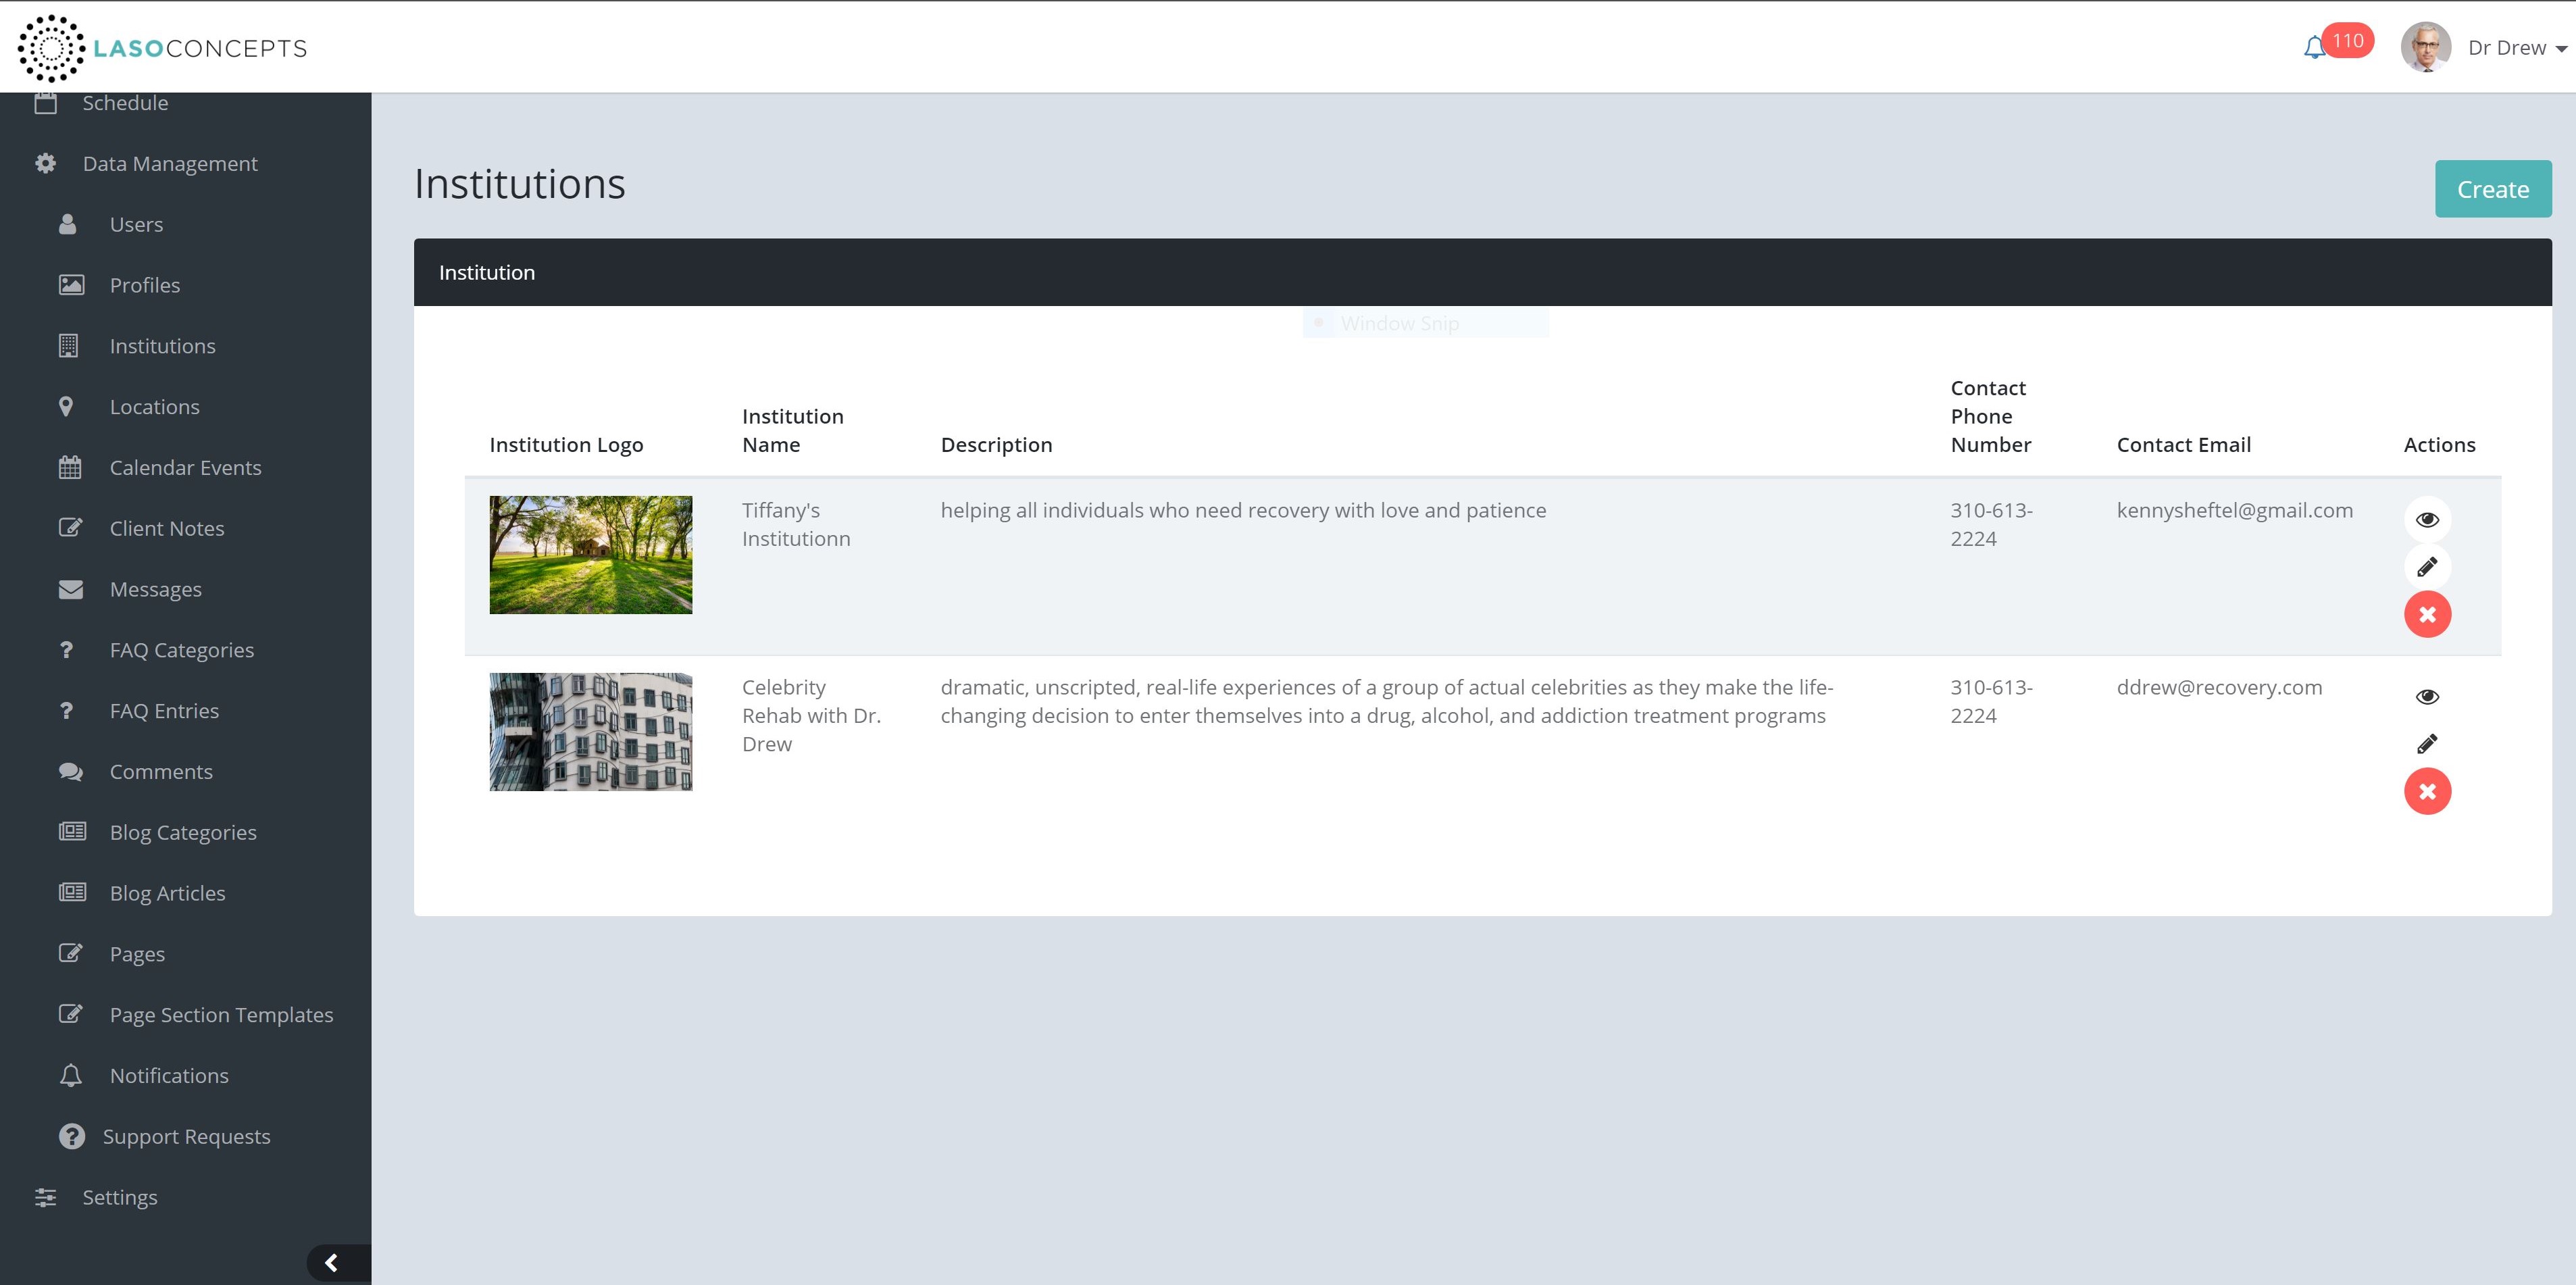 LASOCONCEPTS
110
Dr Drew
Schedule
Data Management
Users
Profiles
Institutions
Locations
Calendar Events
Client Notes
Messages
? FAQ Categories
? FAQ Entries
Comments
Blog Categories
Blog Articles
Pages
Page Section Templates
Notifications
? Support Requests
Settings
Institutions
Create
Institution
Window Snip
Institution Logo
Institution
Name
Description
Contact
Phone
Number
Contact Email
Actions
Tiffany's
Institutionn
helping all individuals who need recovery with love and patience
310-613-
2224
kennysheftel@gmail.com
Celebrity
Rehab with Dr.
Drew
dramatic, unscripted, real-life experiences of a group of actual celebrities as they make the life-
changing decision to enter themselves into a drug, alcohol, and addiction treatment programs
310-613-
2224
ddrew@recovery.com